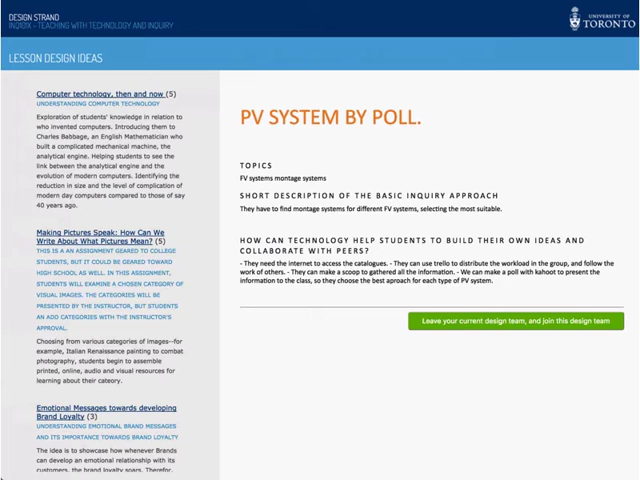 DESIGN STRAND
INQ101X - TEACHING WITH TECHNOLOGY AND INQUIRY
UNIVERSITY OF
TORONTO
LESSON DESIGN IDEAS
Computer technology, then and now (5)
UNDERSTANDING COMPUTER TECHNOLOGY
Exploration of students' knowledge in relation to
who invented computers. Introducing them to
Charles Babbage, an English Mathematician who
built a complicated mechanical machine, the
analytical engine. Helping students to see the
link between the analytical engine and the
evolution of modern computers. Identifying the
reduction in size and the level of complication of
modern day computers compared to those of say
40 years ago.
Making Pictures Speak: How Can We
Write About What Pictures Mean? (5)
THIS IS A AN ASSIGNMENT GEARED TO COLLEGE
STUDENTS, BUT IT COULD BE GEARED TOWARD
HIGH SCHOOL AS WELL. IN THIS ASSIGNMENT,
STUDENTS WILL EXAMINE A CHOSEN CATEGORY OF
VISUAL IMAGES. THE CATEGORIES WILL BE
PRESENTED BY THE INSTRUCTOR, BUT STUDENTS
AN ADD CATEGORIES WITH THE INSTRUCTOR'S
APPROVAL.
Choosing from various categories of images--for
example, Italian Renaissance painting to combat
photography, students begin to assemble
printed, online, audio and visual resources for
learning about their cateory.
Emotional Messages towards developing
Brand Loyalty (3)
UNDERSTANDING EMOTIONAL BRAND MESSAGES
AND ITS IMPORTANCE TOWARDS BRAND LOYALTY
The idea is to showcase how whenever Brands
can develop an emotional relationship with its
customers, the brand loyalty soars. Therefor,
PV SYSTEM BY POLL.
TOPICS
FV systems montage systems
SHORT DESCRIPTION OF THE BASIC INQUIRY APPROACH
They have to find montage systems for different FV systems, selecting the most suitable.
HOW CAN TECHNOLOGY HELP STUDENTS TO BUILD THEIR OWN IDEAS AND
COLLABORATE WITH PEERS?
- They need the internet to access the catalogues. - They can use trello to distribute the workload in the group, and follow the
work of others. - They can make a scoop to gathered all the information. - We can make a poll with kahoot to present the
information to the class, so they choose the best aproach for each type of PV system.
Leave your current design team, and join this design team